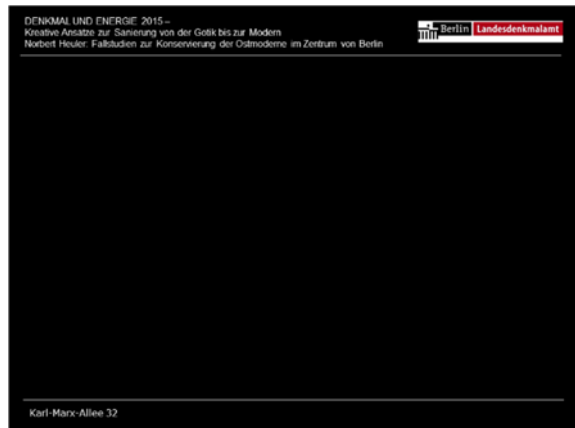 DENKMAL UND ENERGIE 2015 –
Kreative Ansätze zur Sanierung von der Gotik bis zur Modern
Norbert Heuler: Fallstudien zur Konservierung der Ostmoderne im Zentrum von Berlin
Berlin Landesdenkmalamt
Karl-Marx-Allee 32